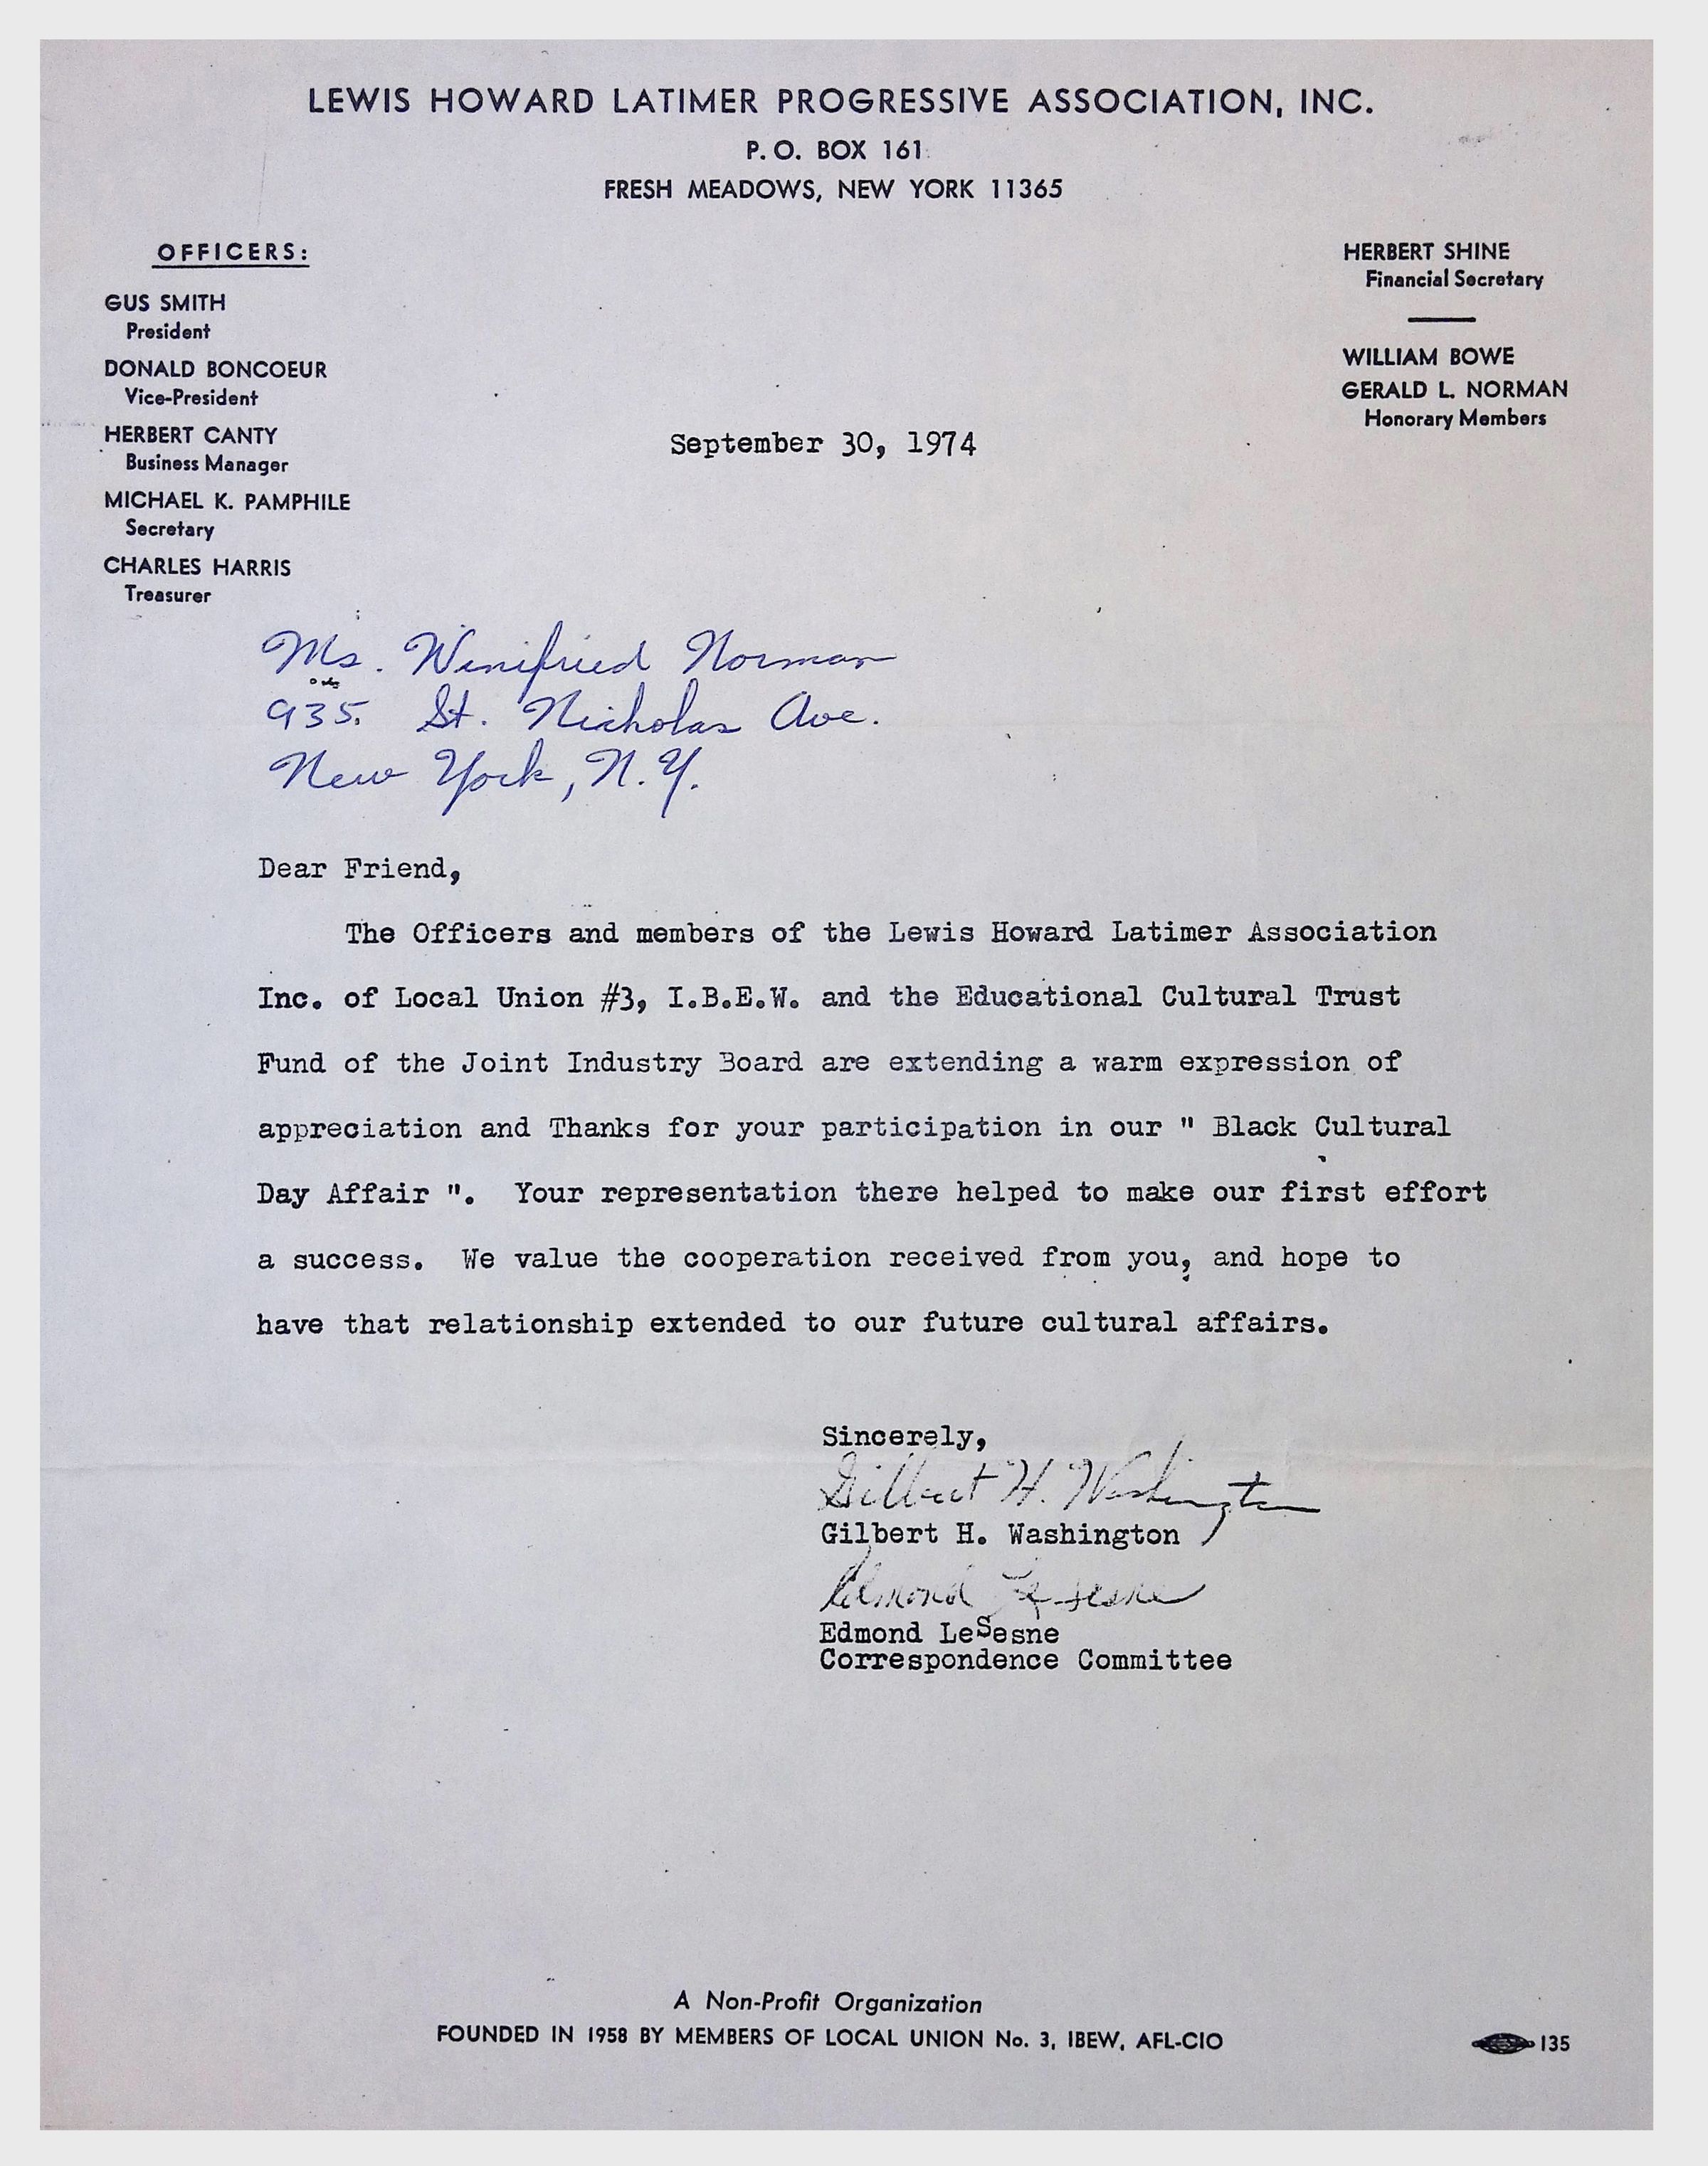 LEWIS HOWARD LATIMER PROGRESSIVE ASSOCIATION, INC.
P. O. BOX 161
FRESH MEADOWS, NEW YORK 11365
OFFICERS:
GUS SMITH
President
DONALD BONCOEUR
Vice-President
HERBERT CANTY
Business Manager
MICHAEL K. PAMPHILE
Secretary
CHARLES HARRIS
Treasurer
HERBERT SHINE
Financial Secretary
WILLIAM BOWE
GERALD L. NORMAN
Honorary Members
September 30, 1974
Ms. Winifried Norman
935 St. Nicholas Ave.
New York, N.Y.
Dear Friend,
The Officers and members of the Lewis Howard Latimer Association
Inc. of Local Union #3, I.B.E.W. and the Educational Cultural Trust
Fund of the Joint Industry Board are extending a warm expression of
appreciation and Thanks for your participation in our " Black Cultural
Day Affair ". Your representation there helped to make our first effort
a success. We value the cooperation received from you, and hope to
have that relationship extended to our future cultural affairs.
Sincerely,
Gilbert H. Washington
Gilbert H. Washington
Edmond LeSesne
Edmond LeSesne
Correspondence Committee
A Non-Profit Organization
FOUNDED IN 1958 BY MEMBERS OF LOCAL UNION No. 3, IBEW, AFL-CIO
135